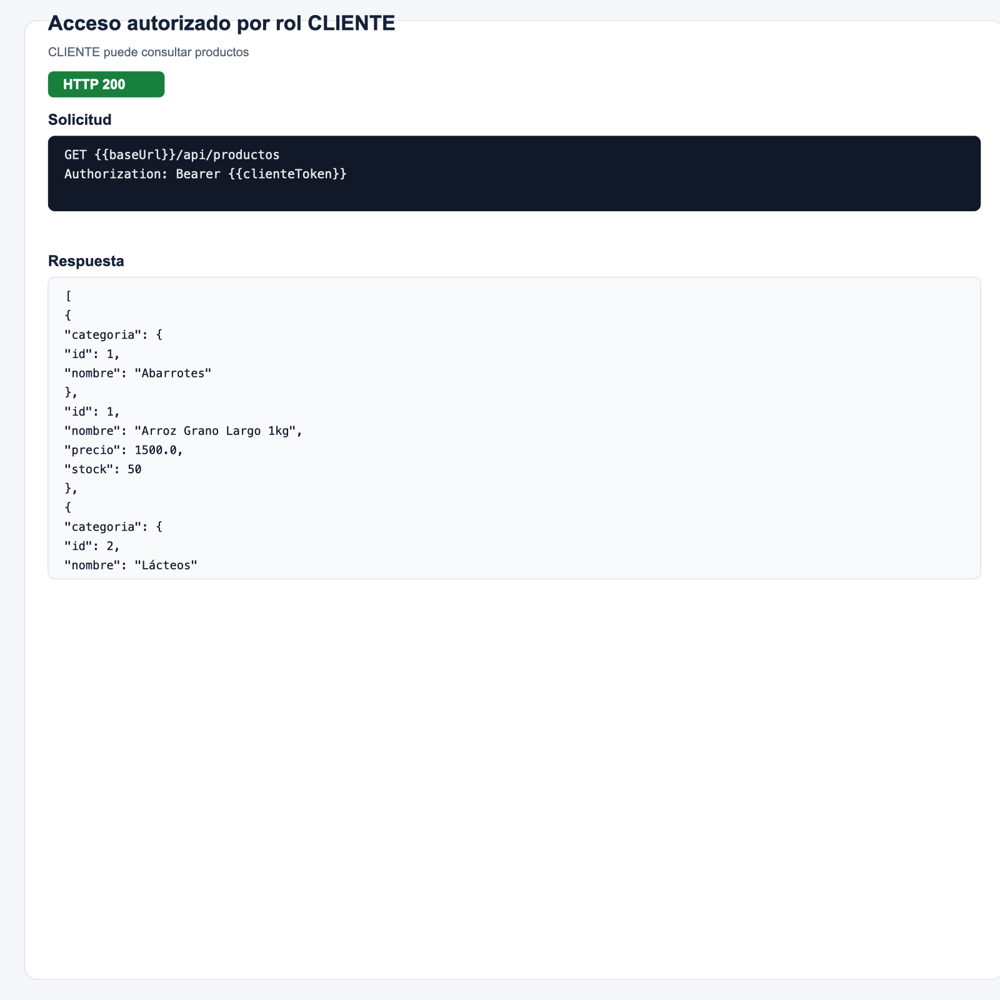 Acceso autorizado por rol CLIENTE
CLIENTE puede consultar productos
HTTP 200
Solicitud
GET {{baseUrl}}/api/productos
Authorization: Bearer {{clienteToken}}
Respuesta
[
{
"categoria": {
"id": 1,
"nombre": "Abarrotes"
},
"id": 1,
"nombre": "Arroz Grano Largo 1kg",
"precio": 1500.0,
"stock": 50
},
{
"categoria": {
"id": 2,
"nombre": "Lácteos"